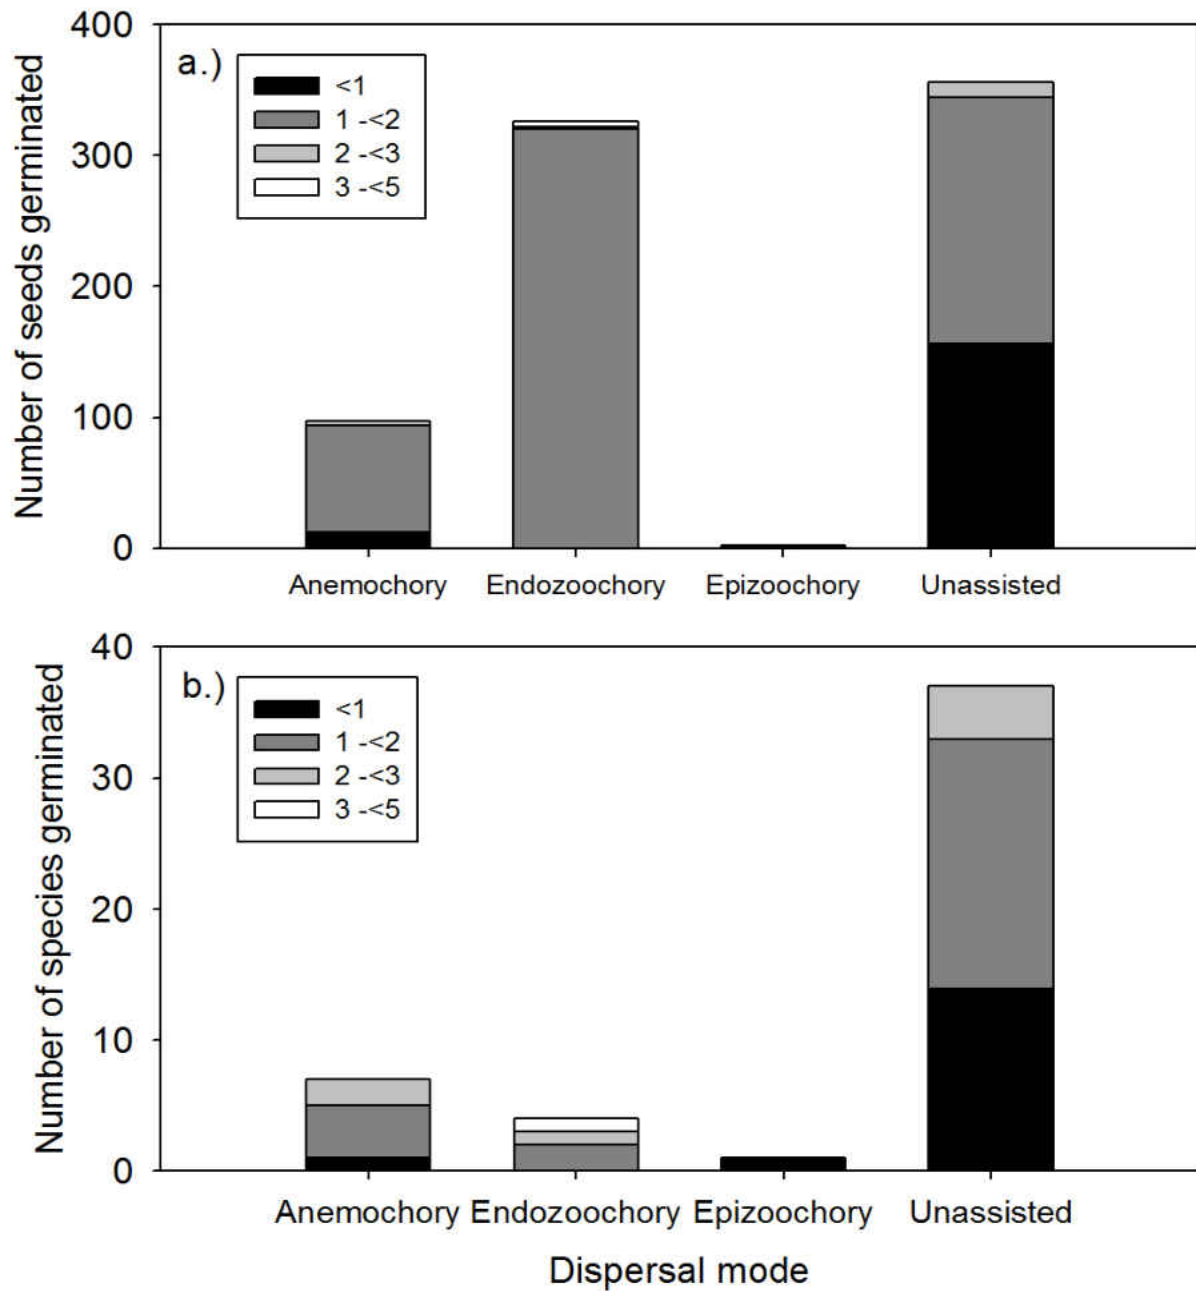 a.)
<1
1 -<2
2 -<3
3 -<5
Number of seeds germinated
400
300
200
100
0
Anemochory Endozoochory Epizoochory Unassisted
b.)
<1
1 -<2
2 -<3
3 -<5
Number of species germinated
40
30
20
10
0
Anemochory Endozoochory Epizoochory Unassisted
Dispersal mode